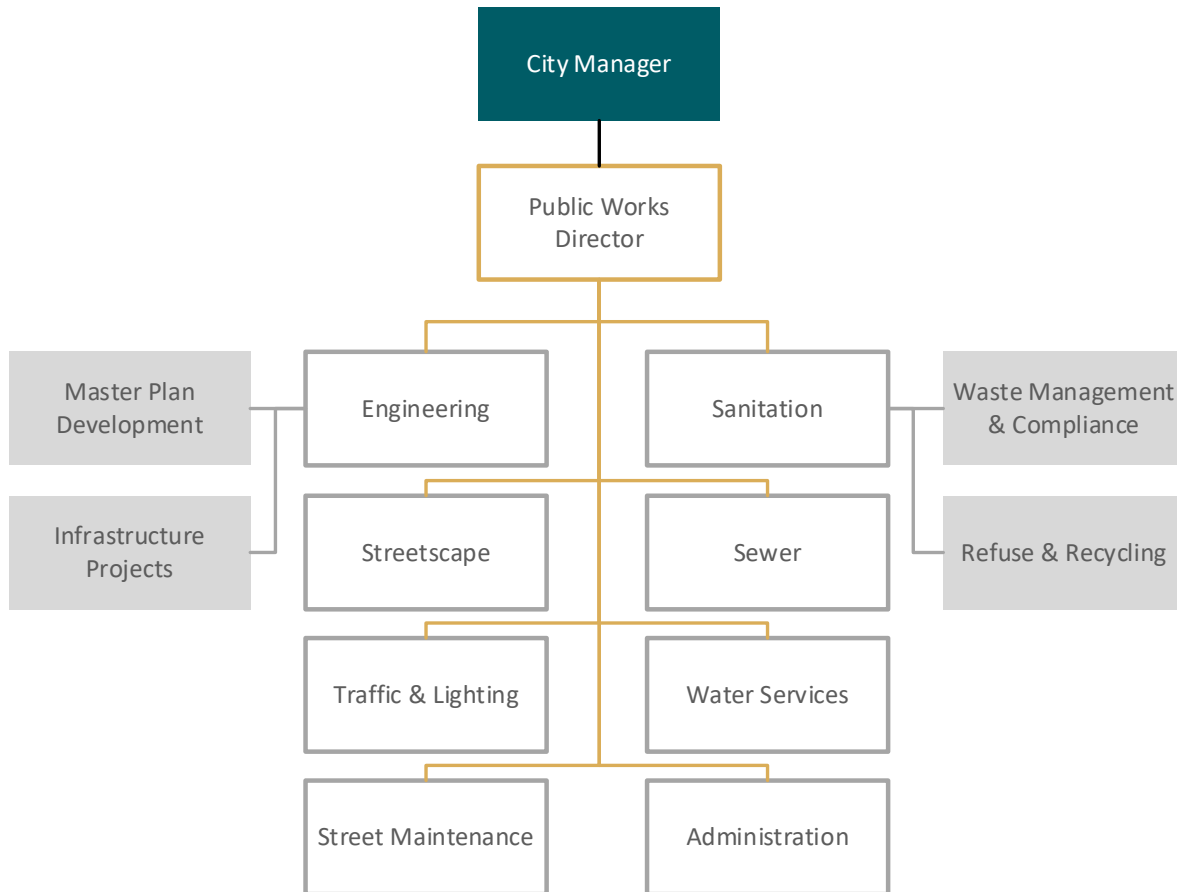 City Manager
Public Works
Director
Master Plan
Development
Engineering
Sanitation
Waste Management
& Compliance
Infrastructure
Projects
Streetscape
Sewer
Refuse & Recycling
Traffic & Lighting
Water Services
Street Maintenance
Administration